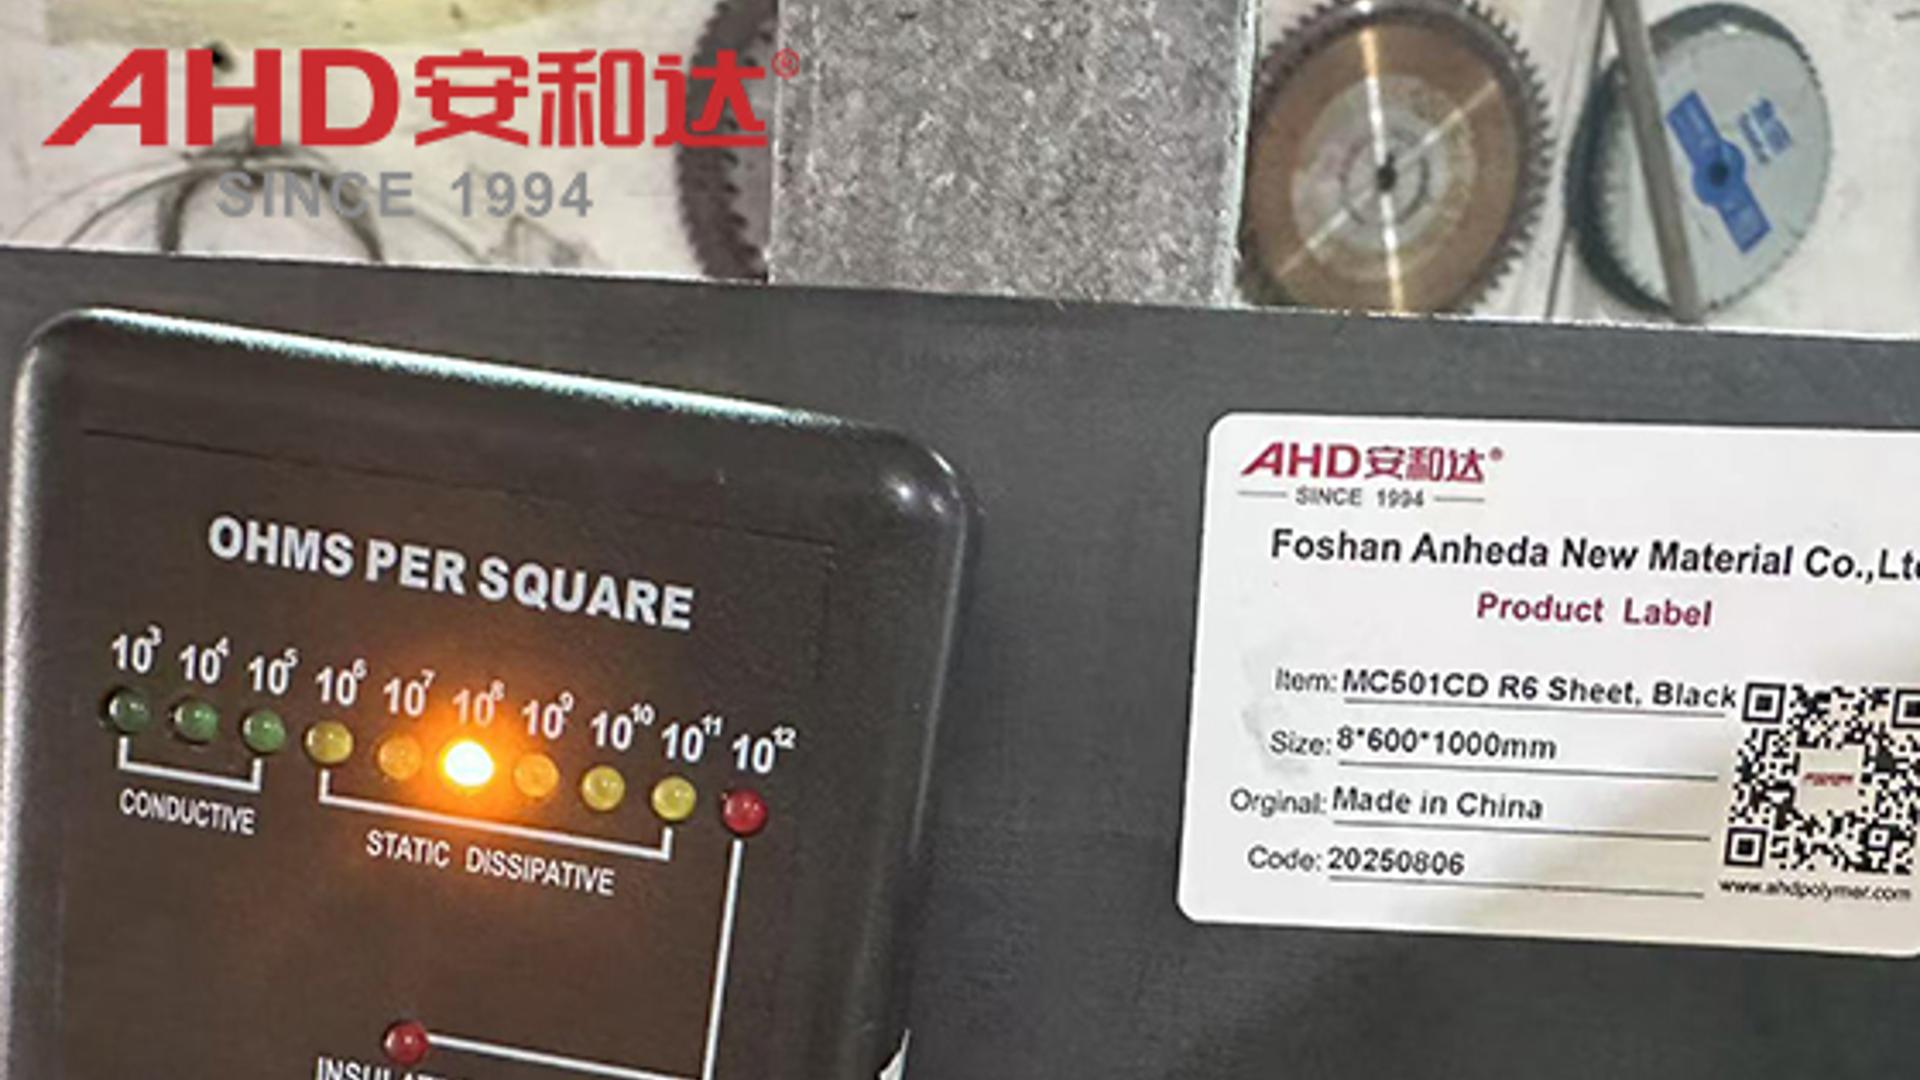 AHD安和达®
SINCE 1994
OHMS PER SQUARE
10³ 10⁴ 10⁵ 10⁶ 10⁷ 10⁸ 10⁹ 10¹⁰ 10¹¹ 10¹²
CONDUCTIVE
STATIC DISSIPATIVE
AHD安和达®
SINCE 1994
Foshan Anheda New Material Co.,Lt
Product Label
Item: MC501CD R6 Sheet, Black
Size: 8*600*1000mm
Orginal: Made in China
Code: 20250806
www.ahdpolymer.com